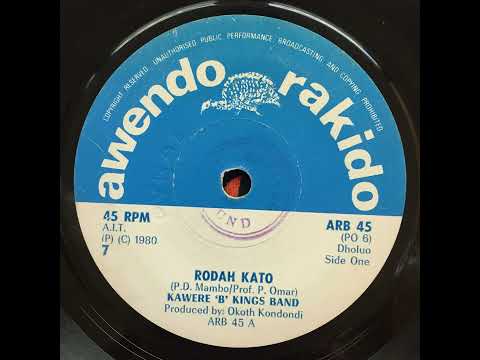 COPYRIGHT RESERVED. UNAUTHORISED PUBLIC PERFORMANCE, BROADCASTING AND COPYING PROHIBITED
awendo rakido
45 RPM
A.I.T.
(P) (C) 1980
7
ARB 45
(PO 6)
Dholuo
Side One
RODAH KATO
(P.D. Mambo/Prof. P. Omar)
KAWERE 'B' KINGS BAND
Produced by: Okoth Kondondi
ARB 45 A